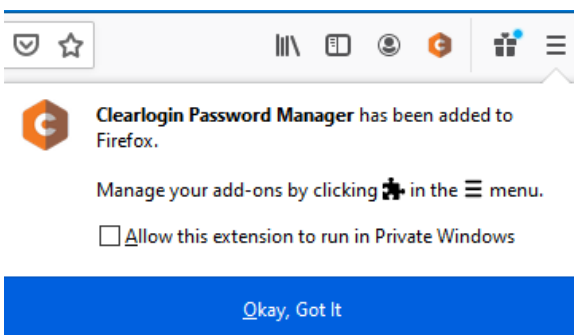 Clearlogin Password Manager has been added to
Firefox.
Manage your add-ons by clicking in the menu.
Allow this extension to run in Private Windows
Okay, Got It